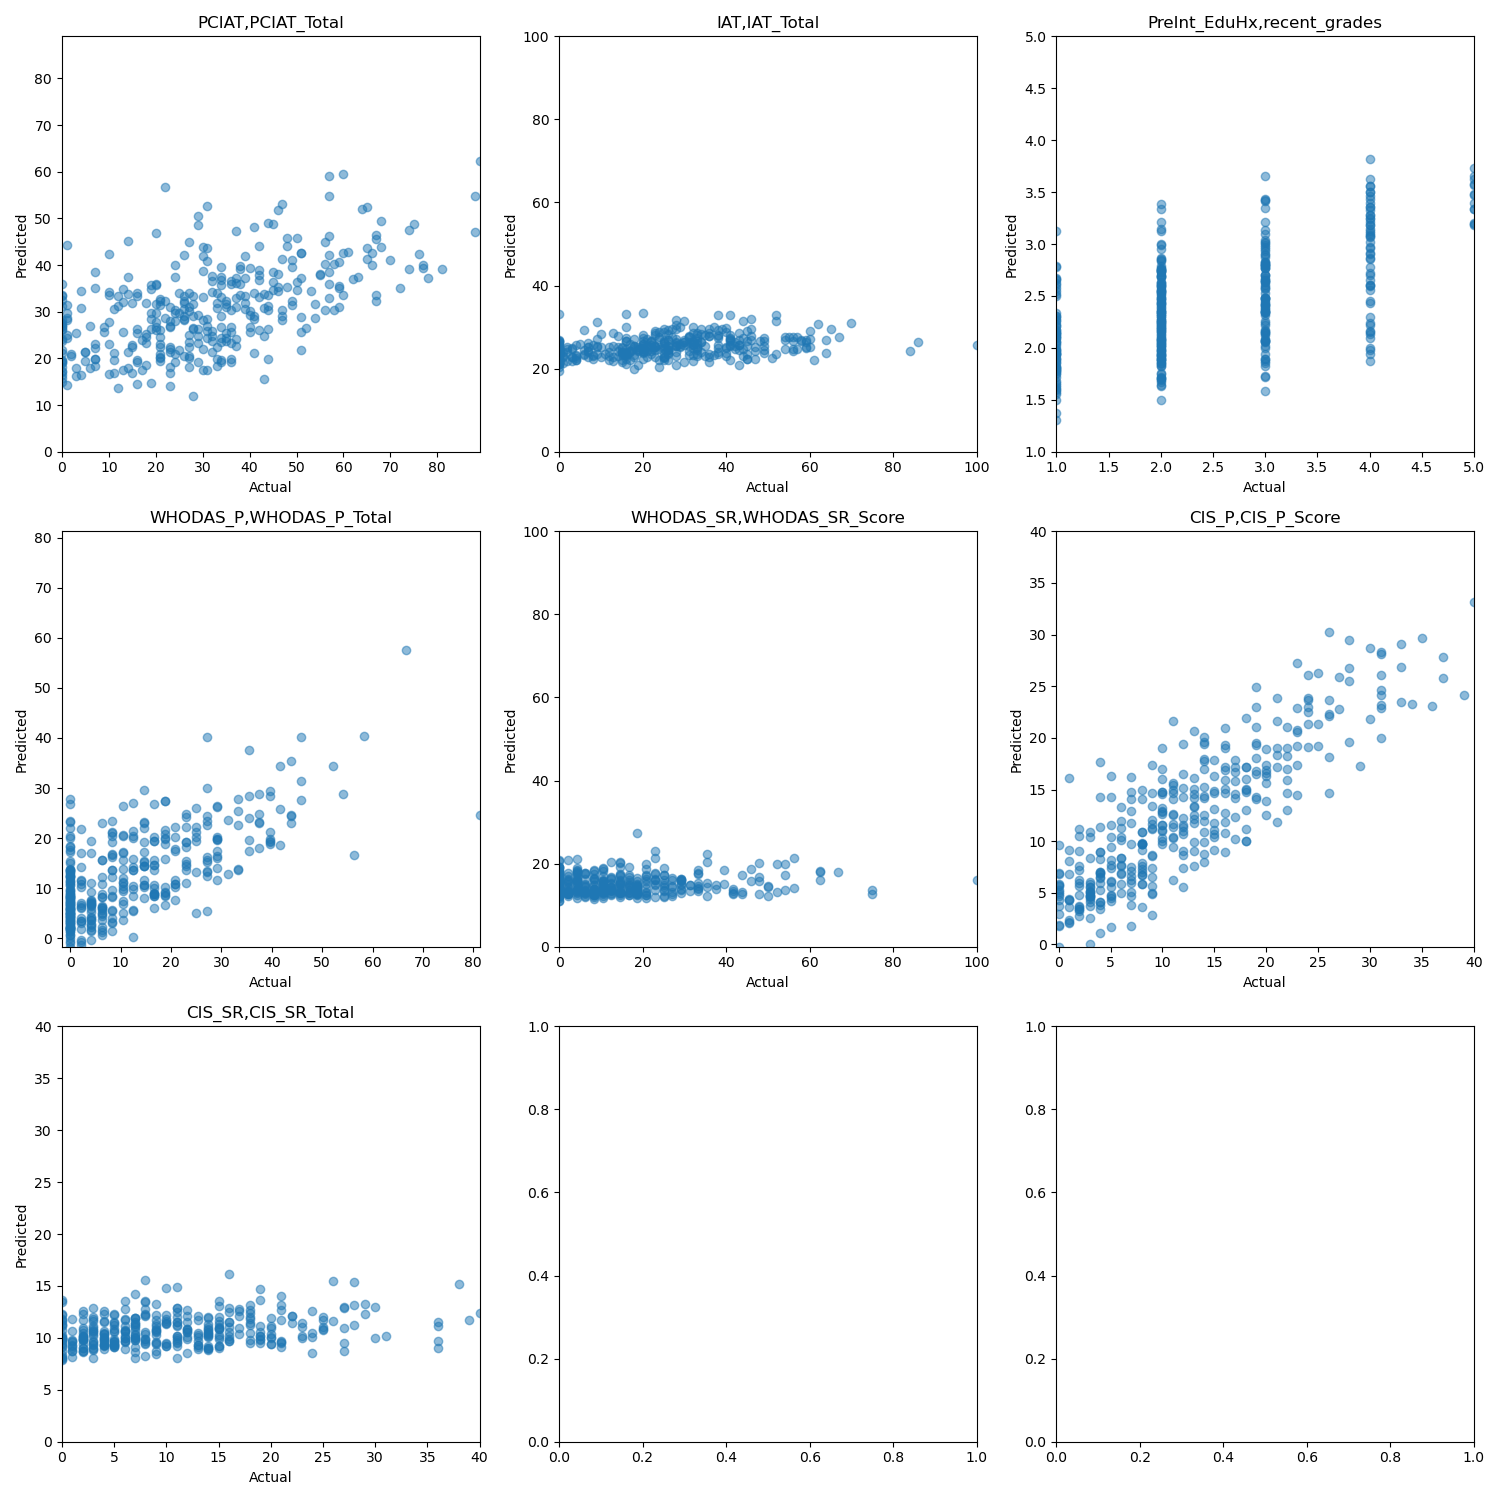 PCIAT,PCIAT_Total
80
70
60
50
40
30
20
10
0
Predicted
0 10 20 30 40 50 60 70 80
Actual
IAT,IAT_Total
100
80
60
40
20
0
Predicted
0 20 40 60 80 100
Actual
PreInt_EduHx,recent_grades
5.0
4.5
4.0
3.5
3.0
2.5
2.0
1.5
1.0
Predicted
1.0 1.5 2.0 2.5 3.0 3.5 4.0 4.5 5.0
Actual
WHODAS_P,WHODAS_P_Total
80
70
60
50
40
30
20
10
0
Predicted
0 10 20 30 40 50 60 70 80
Actual
WHODAS_SR,WHODAS_SR_Score
100
80
60
40
20
0
Predicted
0 20 40 60 80 100
Actual
CIS_P,CIS_P_Score
40
35
30
25
20
15
10
5
0
Predicted
0 5 10 15 20 25 30 35 40
Actual
CIS_SR,CIS_SR_Total
40
35
30
25
20
15
10
5
0
Predicted
0 5 10 15 20 25 30 35 40
Actual
1.0
0.8
0.6
0.4
0.2
0.0
0.0 0.2 0.4 0.6 0.8 1.0
1.0
0.8
0.6
0.4
0.2
0.0
0.0 0.2 0.4 0.6 0.8 1.0